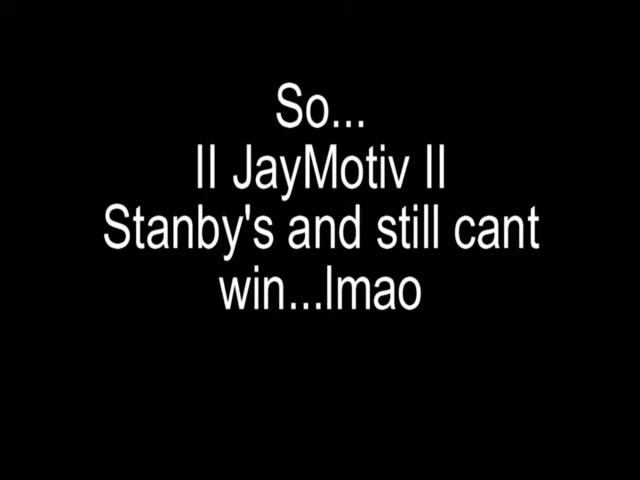 So...
II JayMotiv II
Stanby's and still cant
win...lmao